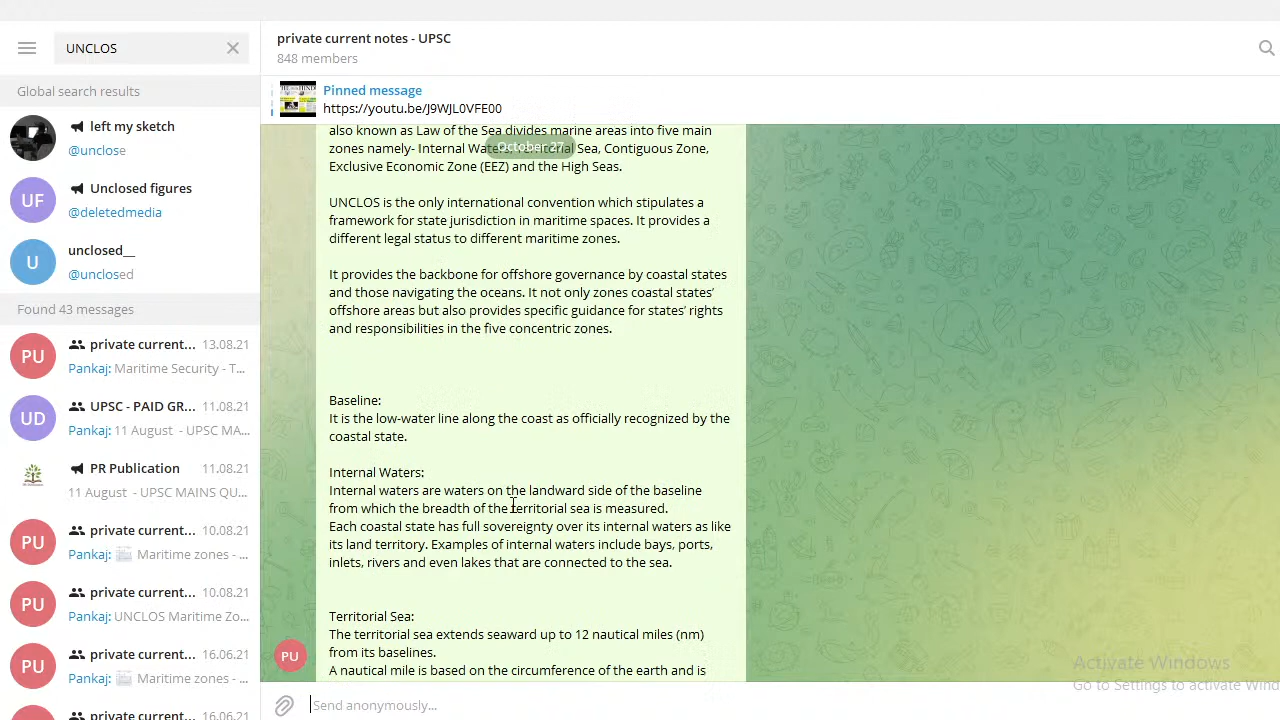 UNCLOS
Global search results
left my sketch
@unclose
Unclosed figures
@deletedmedia
UF
unclosed__
@unclosed
U
Found 43 messages
PU
private current... 13.08.21
Pankaj: Maritime Security - T...
UD
UPSC - PAID GR... 11.08.21
Pankaj: 11 August - UPSC MA...
PR Publication 11.08.21
11 August - UPSC MAINS QU...
PU
private current... 10.08.21
Pankaj: Maritime zones - ...
PU
private current... 10.08.21
Pankaj: UNCLOS Maritime Zo...
PU
private current... 16.06.21
Pankaj: Maritime zones - ...
private current... 16.06.21
private current notes - UPSC
848 members
Pinned message
https://youtu.be/J9WJL0VFE00
October 27
also known as Law of the Sea divides marine areas into five main
zones namely- Internal Sea, Contiguous Zone,
Exclusive Economic Zone (EEZ) and the High Seas.
UNCLOS is the only international convention which stipulates a
framework for state jurisdiction in maritime spaces. It provides a
different legal status to different maritime zones.
It provides the backbone for offshore governance by coastal states
and those navigating the oceans. It not only zones coastal states’
offshore areas but also provides specific guidance for states’ rights
and responsibilities in the five concentric zones.
Baseline:
It is the low-water line along the coast as officially recognized by the
coastal state.
Internal Waters:
Internal waters are waters on the landward side of the baseline
from which the breadth of the territorial sea is measured.
Each coastal state has full sovereignty over its internal waters as like
its land territory. Examples of internal waters include bays, ports,
inlets, rivers and even lakes that are connected to the sea.
Territorial Sea:
The territorial sea extends seaward up to 12 nautical miles (nm)
from its baselines.
A nautical mile is based on the circumference of the earth and is
PU
Send anonymously...
Activate Windows
Go to Settings to activate Wind